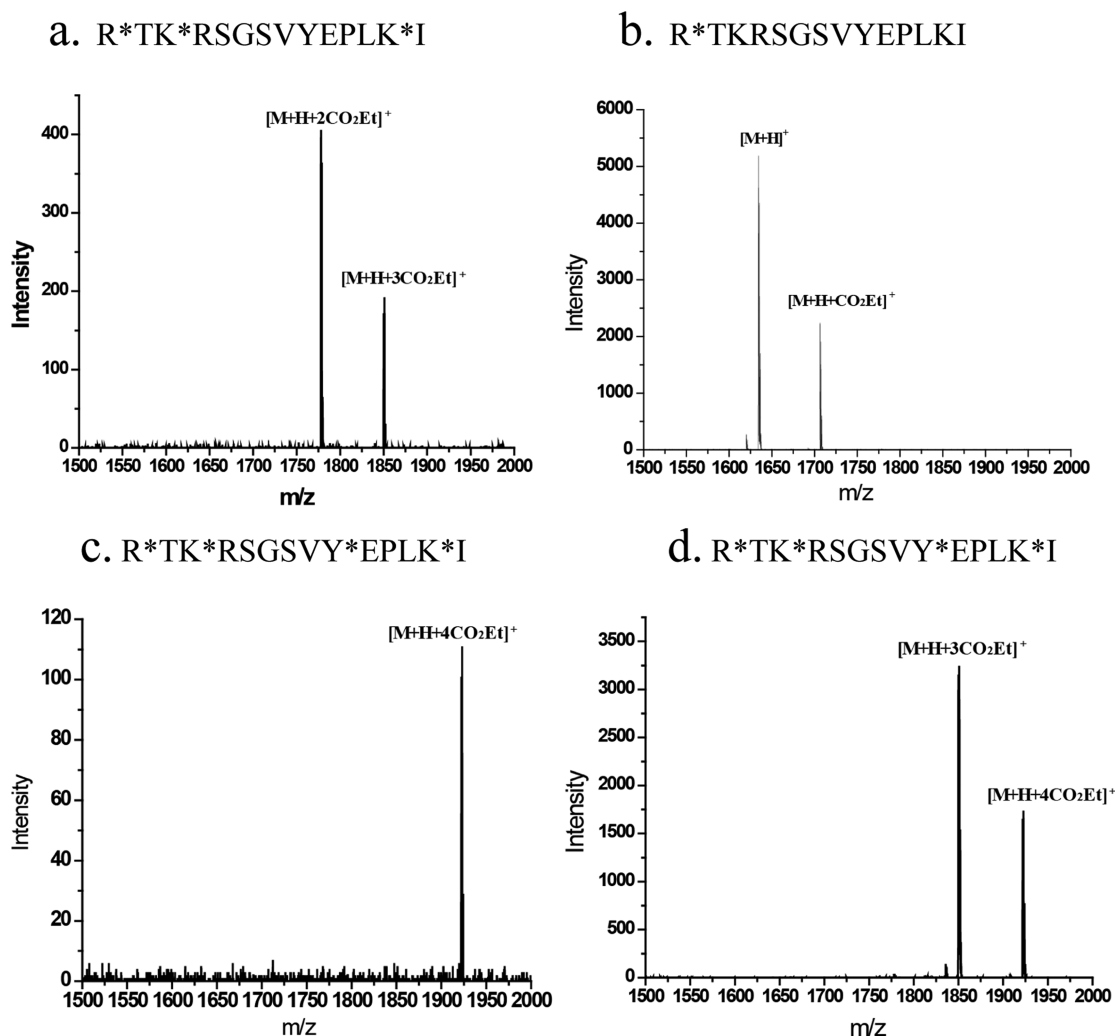 a. R*TK*RSGSVYEPLK*I
[M+H+2CO₂Et]⁺
[M+H+3CO₂Et]⁺
Intensity
400
300
200
100
0
1500 1550 1600 1650 1700 1750 1800 1850 1900 1950 2000
m/z
b. R*TKRSGSVYEPLKI
[M+H]⁺
[M+H+CO₂Et]⁺
Intensity
6000
5000
4000
3000
2000
1000
0
1500 1550 1600 1650 1700 1750 1800 1850 1900 1950 2000
m/z
c. R*TK*RSGSVY*EPLK*I
[M+H+4CO₂Et]⁺
Intensity
120
100
80
60
40
20
0
1500 1550 1600 1650 1700 1750 1800 1850 1900 1950 2000
m/z
d. R*TK*RSGSVY*EPLK*I
[M+H+3CO₂Et]⁺
[M+H+4CO₂Et]⁺
Intensity
3500
3000
2500
2000
1500
1000
500
0
1500 1550 1600 1650 1700 1750 1800 1850 1900 1950 2000
m/z